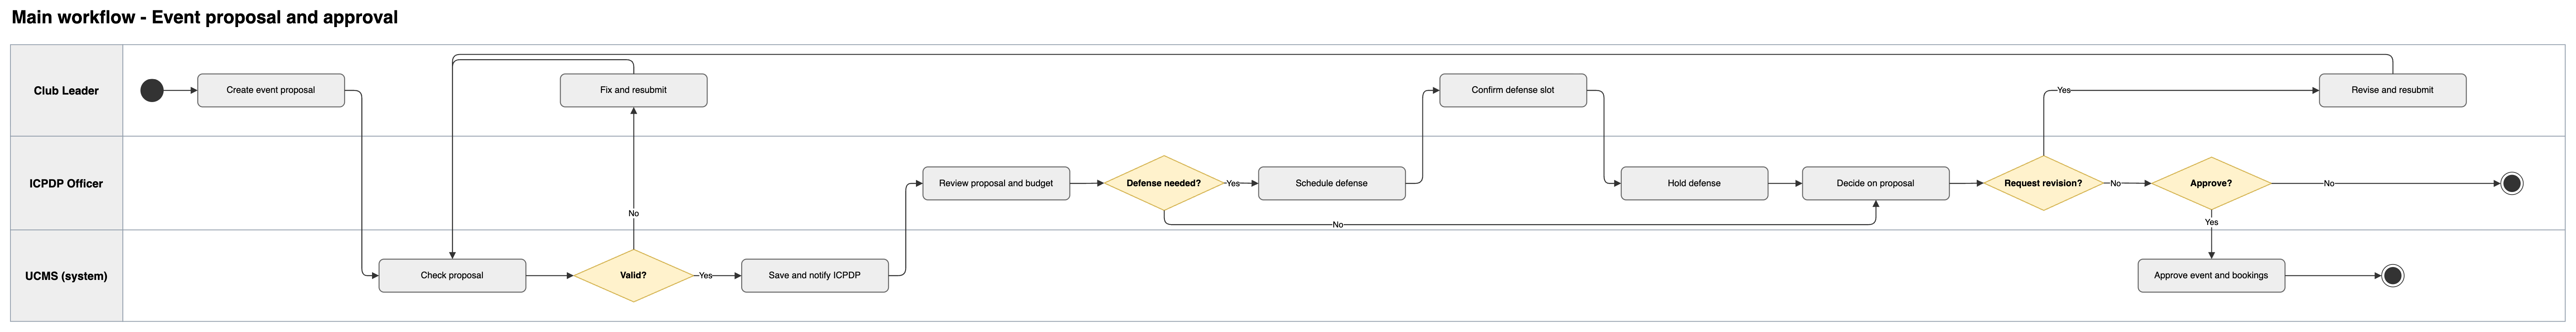 Main workflow - Event proposal and approval
Club Leader
Create event proposal
Fix and resubmit
Confirm defense slot
Yes
Revise and resubmit
ICPDP Officer
Review proposal and budget
Defense needed?
Yes
Schedule defense
Hold defense
Decide on proposal
Request revision?
No
Approve?
No
No
No
Yes
UCMS (system)
Check proposal
Valid?
Yes
Save and notify ICPDP
Approve event and bookings